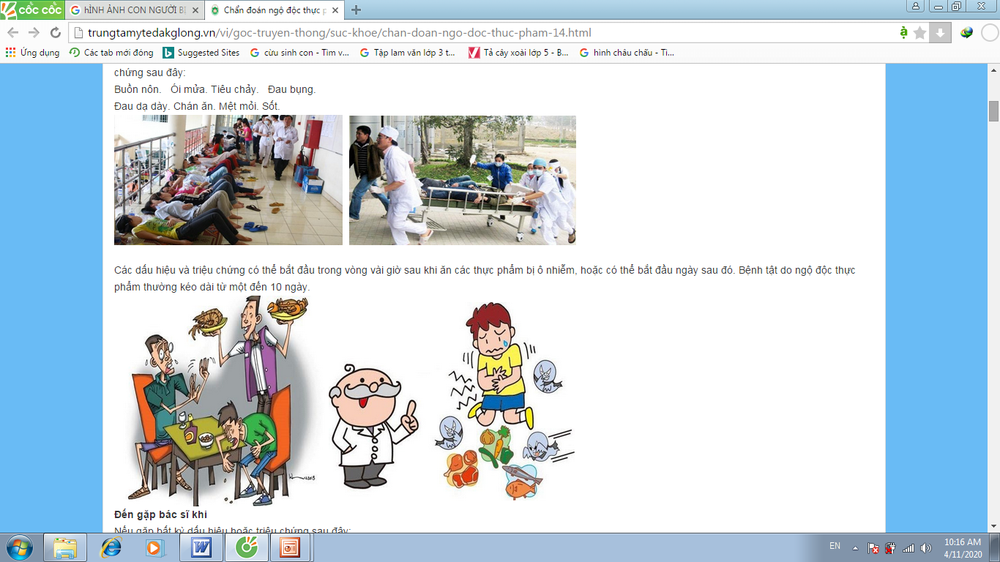 CỐC CỐC
hÌNH ẢNH CON NGƯỜI B
Chẩn đoán ngộ độc thực p
trungtamytedakglong.vn/vi/goc-truyen-thong/suc-khoe/chan-doan-ngo-doc-thuc-pham-14.html
Ứng dụng Các tab mới đóng Suggested Sites cừu sinh con - Tìm v... Tập lam văn lớp 3 t... Tả cây xoài lớp 5 - B... hình châu chấu - Ti...
chứng sau đây:
Buồn nôn. Ói mửa. Tiêu chảy. Đau bụng.
Đau dạ dày. Chán ăn. Mệt mỏi. Sốt.
Các dấu hiệu và triệu chứng có thể bắt đầu trong vòng vài giờ sau khi ăn các thực phẩm bị ô nhiễm, hoặc có thể bắt đầu ngày sau đó. Bệnh tật do ngộ độc thực
phẩm thường kéo dài từ một đến 10 ngày.
Đến gặp bác sĩ khi
Nếu gặp bất kỳ dấu hiệu hoặc triệu chứng sau đây:
EN
10:16 AM
4/11/2020